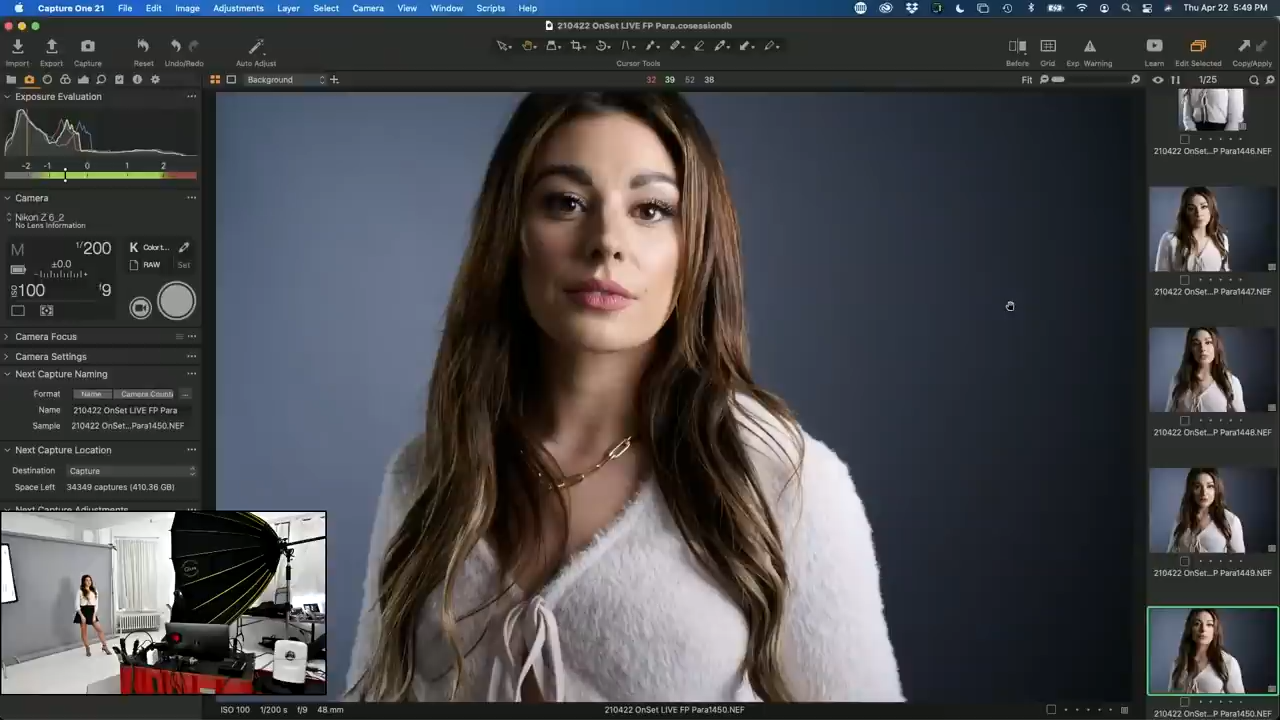 Capture One 21 File Edit Image Adjustments Layer Select Camera View Window Scripts Help Thu Apr 22 5:49 PM
210422 OnSet LIVE FP Para.cosessiondb
Import Export Capture Reset Undo/Redo Auto Adjust Cursor Tools Before Grid Exp. Warning Learn Edit Selected Copy/Apply
Background 32 39 52 38 Fit 1/25
Exposure Evaluation
-2 -1 0 1 2
Camera
Nikon Z 6_2
No Lens Information
M 1/200 K Color t...
±0.0 RAW Set
ISO 100 f9
Camera Focus
Camera Settings
Next Capture Naming
Format Name Camera Count ...
Name 210422 OnSet LIVE FP Para
Sample 210422 OnSet...Para1450.NEF
Next Capture Location
Destination Capture
Space Left 34349 captures (410.36 GB)
Next Capture Adjustments
210422 OnSet...P Para1446.NEF
210422 OnSet...P Para1447.NEF
210422 OnSet...P Para1448.NEF
210422 OnSet...P Para1449.NEF
210422 OnSet...P Para1450.NEF
ISO 100 1/200 s f/9 48 mm 210422 OnSet LIVE FP Para1450.NEF